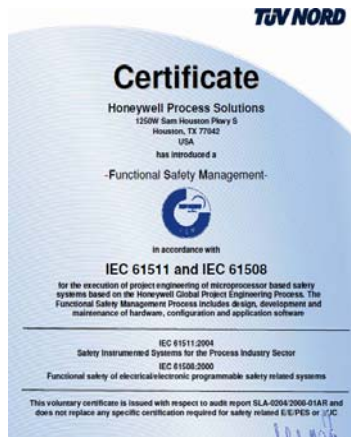 TÜV NORD
Certificate
Honeywell Process Solutions
1250W Sam Houston Pkwy S
Houston, TX 77042
USA
has introduced a
-Functional Safety Management-
in accordance with
IEC 61511 and IEC 61508
for the execution of project engineering of microprocessor based safety
systems based on the Honeywell Global Project Engineering Process. The
Functional Safety Management Process includes design, development and
maintenance of hardware, configuration and application software
IEC 61511:2004
Safety Instrumented Systems for the Process Industry Sector
IEC 61508:2000
Functional safety of electrical/electronic programmable safety related systems
This voluntary certificate is issued with respect to audit report SLA-0204/2006-01AR and
does not replace any specific certification required for safety related E/E/PES or